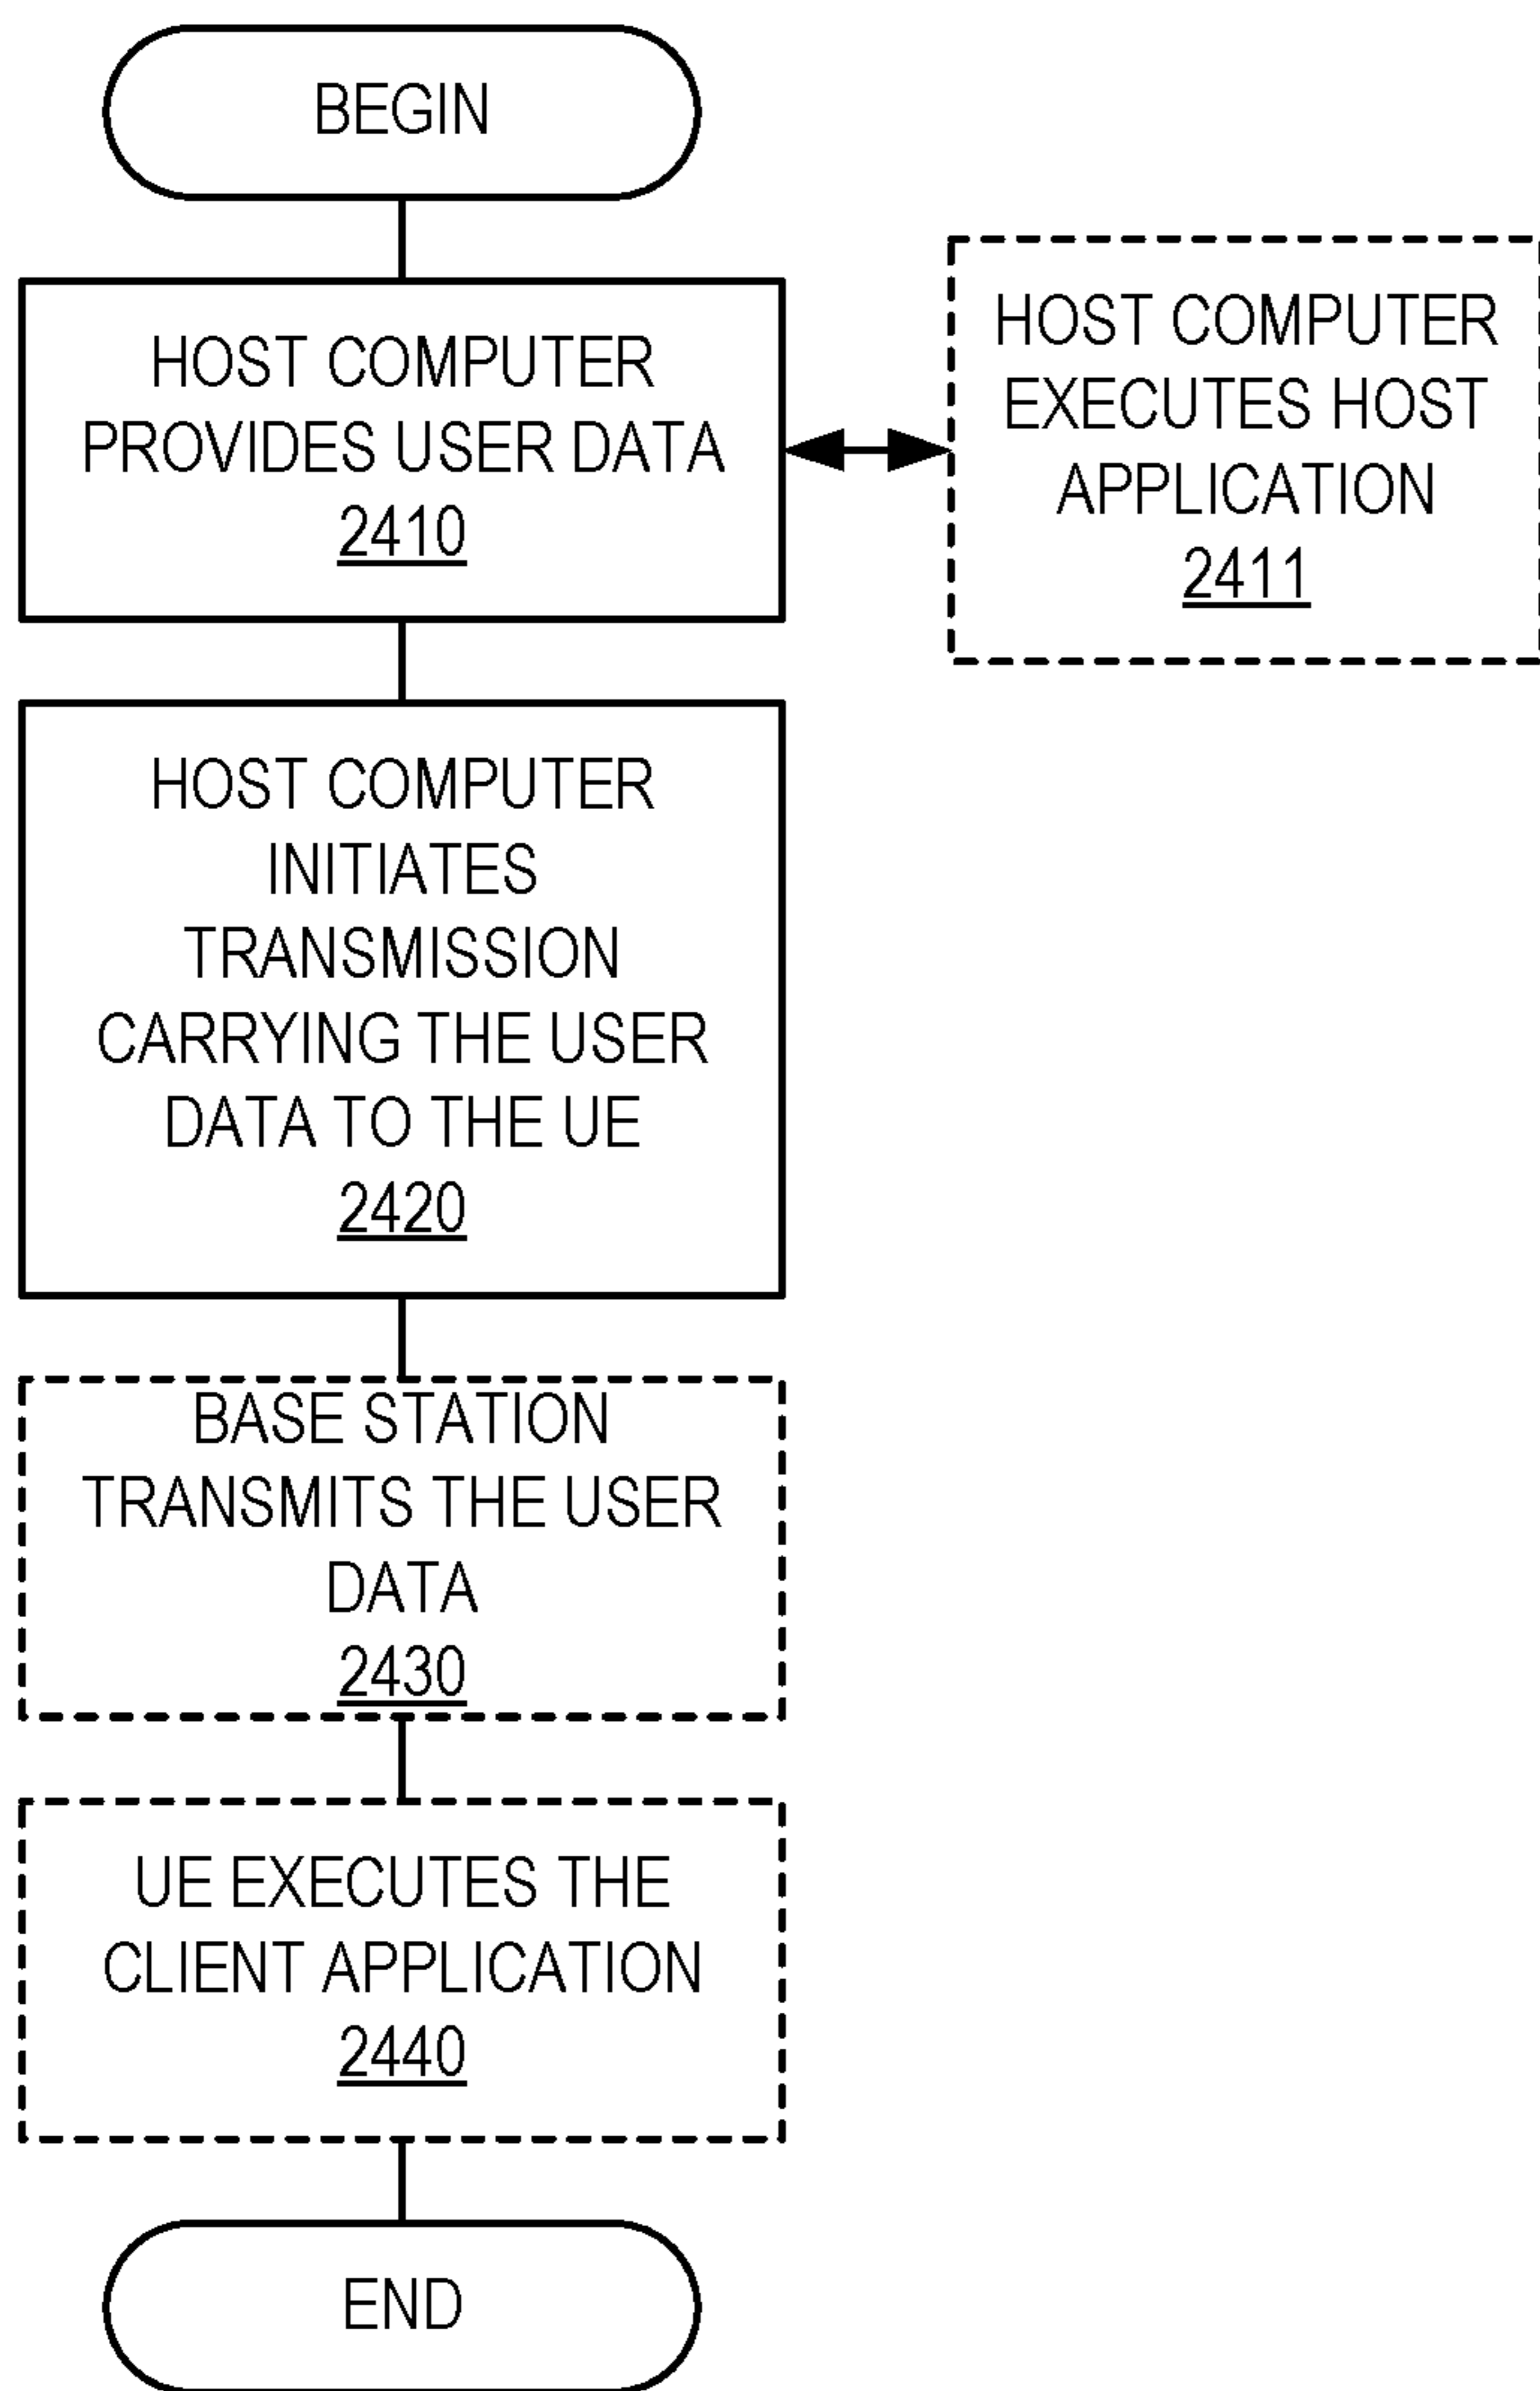 BEGIN
HOST COMPUTER
PROVIDES USER DATA
2410
HOST COMPUTER
EXECUTES HOST
APPLICATION
2411
HOST COMPUTER
INITIATES
TRANSMISSION
CARRYING THE USER
DATA TO THE UE
2420
BASE STATION
TRANSMITS THE USER
DATA
2430
UE EXECUTES THE
CLIENT APPLICATION
2440
END